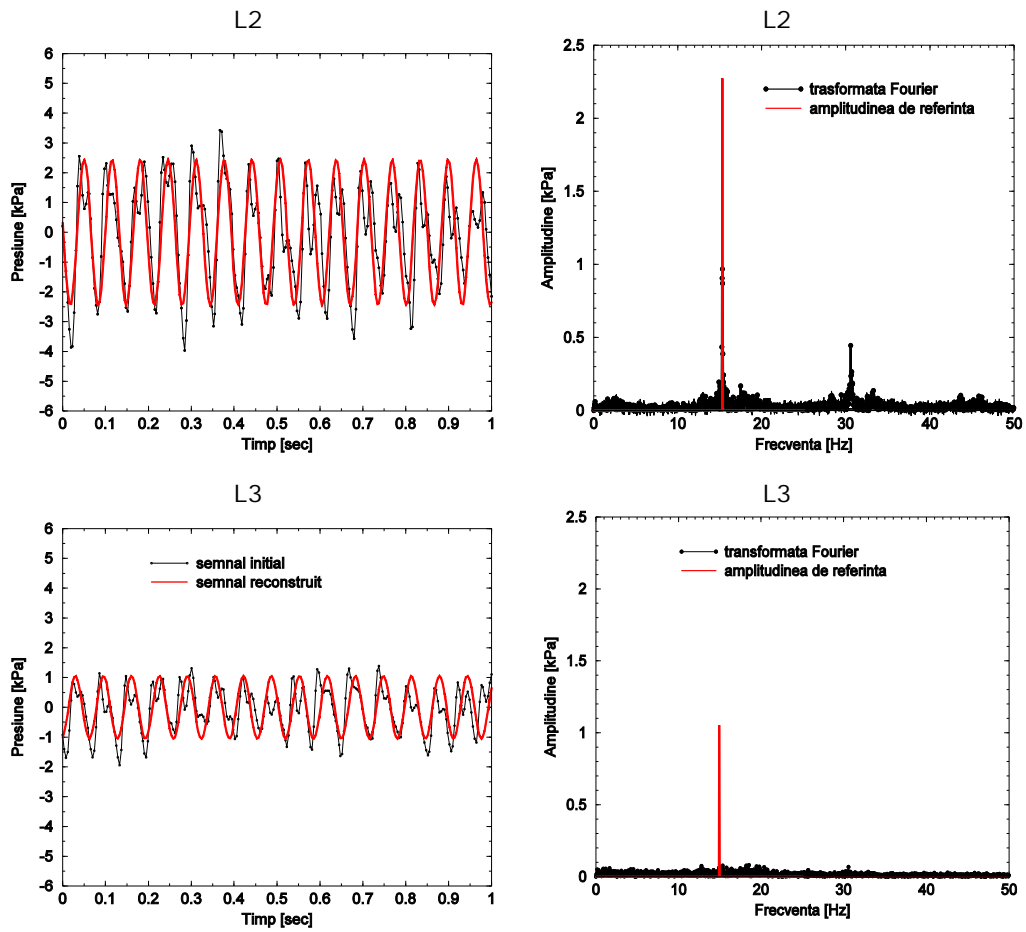 L2
6
5
4
3
2
1
0
-1
-2
-3
-4
-5
-6
Presiune [kPa]
0 0.1 0.2 0.3 0.4 0.5 0.6 0.7 0.8 0.9 1
Timp [sec]
L2
2.5
2
1.5
1
0.5
0
Amplitudine [kPa]
trasformata Fourier
amplitudinea de referinta
0 10 20 30 40 50
Frecventa [Hz]
L3
6
5
4
3
2
1
0
-1
-2
-3
-4
-5
-6
Presiune [kPa]
semnal initial
semnal reconstruit
0 0.1 0.2 0.3 0.4 0.5 0.6 0.7 0.8 0.9 1
Timp [sec]
L3
2.5
2
1.5
1
0.5
0
Amplitudine [kPa]
transformata Fourier
amplitudinea de referinta
0 10 20 30 40 50
Frecventa [Hz]